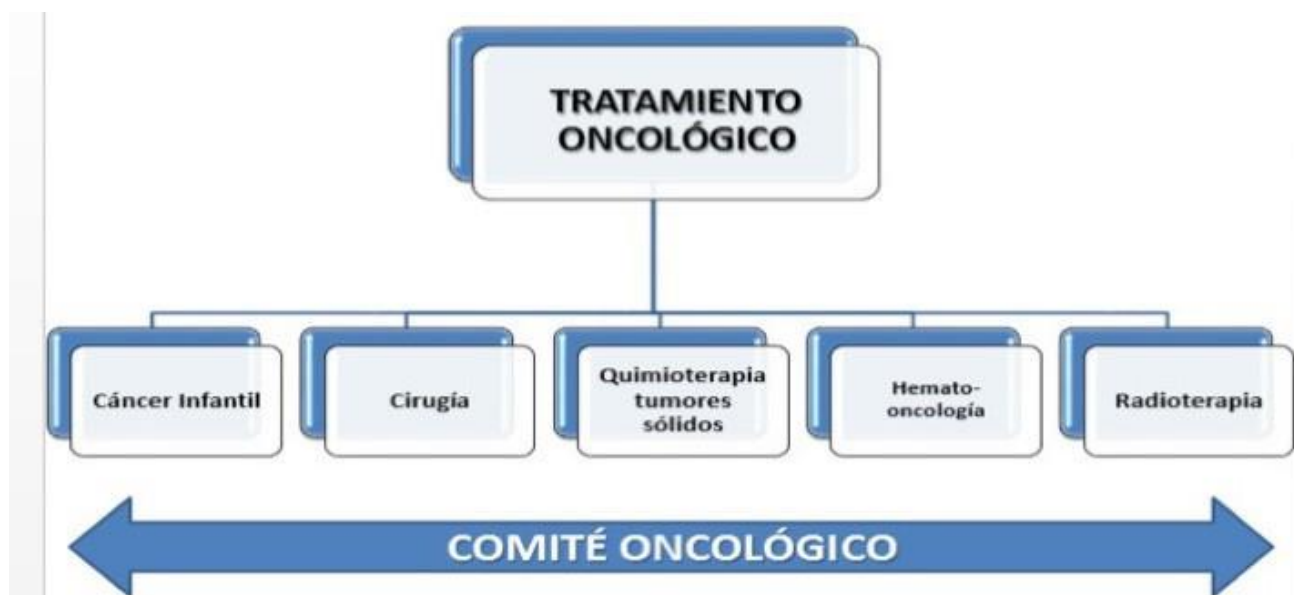 TRATAMIENTO
ONCOLÓGICO
Cáncer Infantil
Cirugía
Quimioterapia
tumores
sólidos
Hemato-
oncología
Radioterapia
COMITÉ ONCOLÓGICO